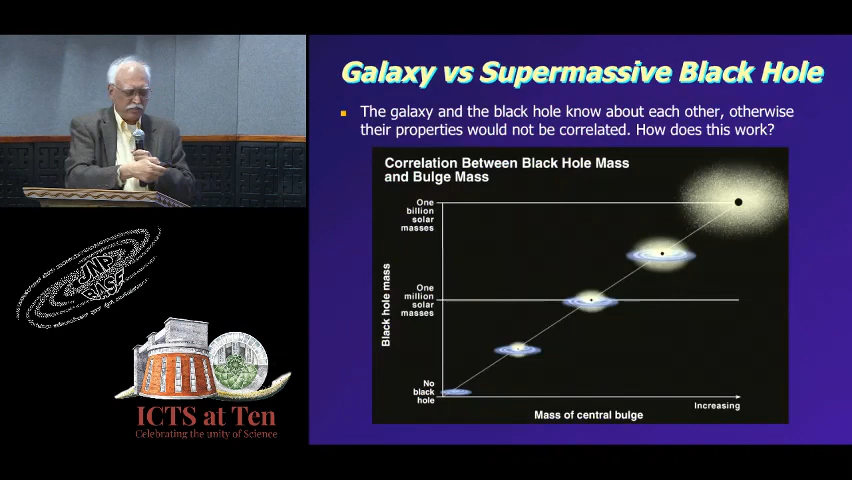 Galaxy vs Supermassive Black Hole
The galaxy and the black hole know about each other, otherwise
their properties would not be correlated. How does this work?
Correlation Between Black Hole Mass
and Bulge Mass
One
billion
solar
masses
One
million
solar
masses
No
black
hole
Black hole mass
Increasing
Mass of central bulge
JNP
ICTS at Ten
Celebrating the unity of Science